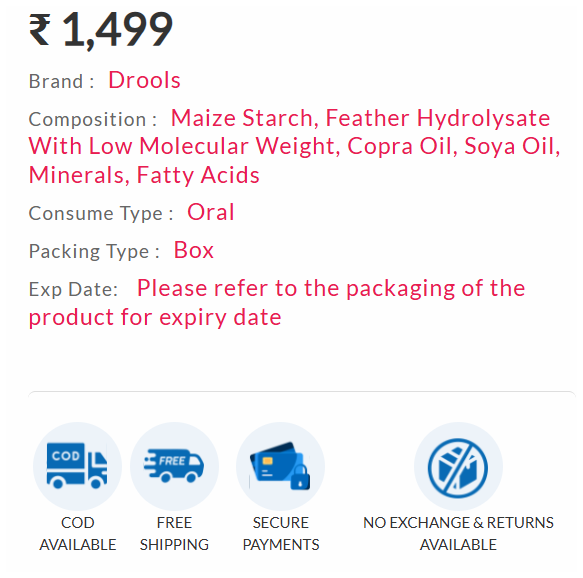 ₹ 1,499
Brand : Drools
Composition : Maize Starch, Feather Hydrolysate
With Low Molecular Weight, Copra Oil, Soya Oil,
Minerals, Fatty Acids
Consume Type : Oral
Packing Type : Box
Exp Date: Please refer to the packaging of the
product for expiry date
COD
FREE
COD
AVAILABLE
FREE
SHIPPING
SECURE
PAYMENTS
NO EXCHANGE & RETURNS
AVAILABLE